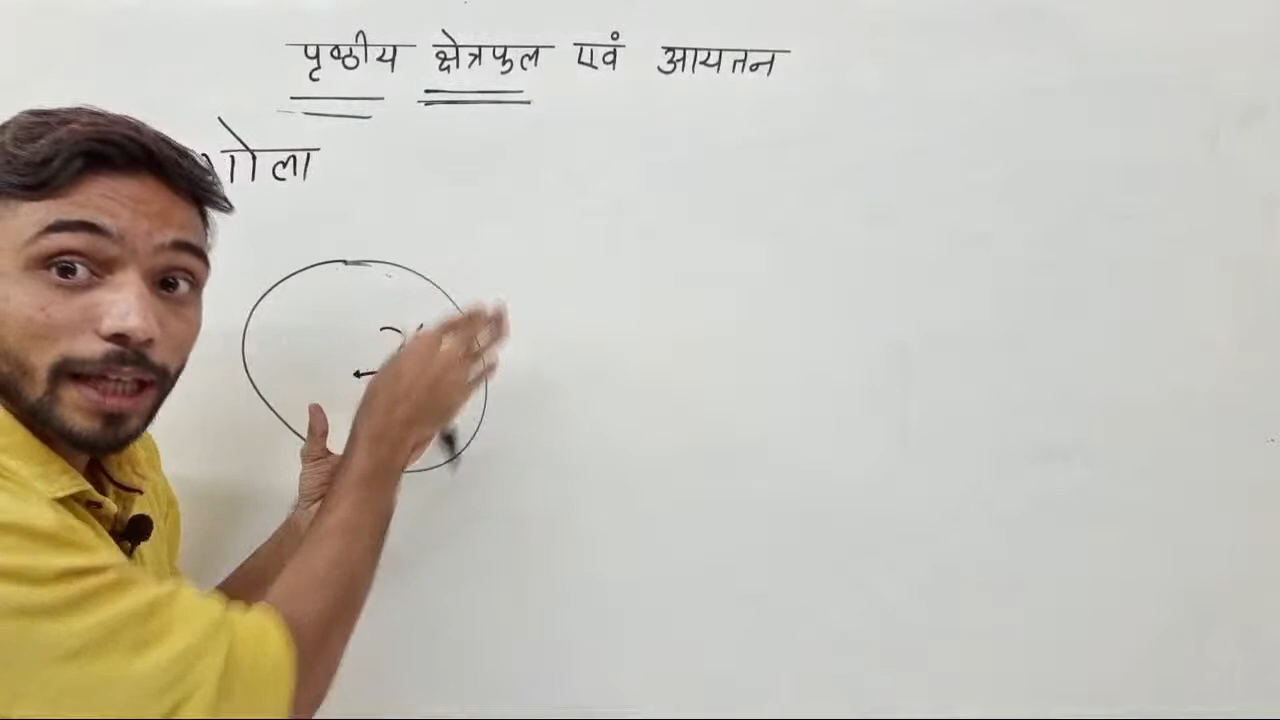 पृष्ठीय क्षेत्रफल एवं आयतन
गोला